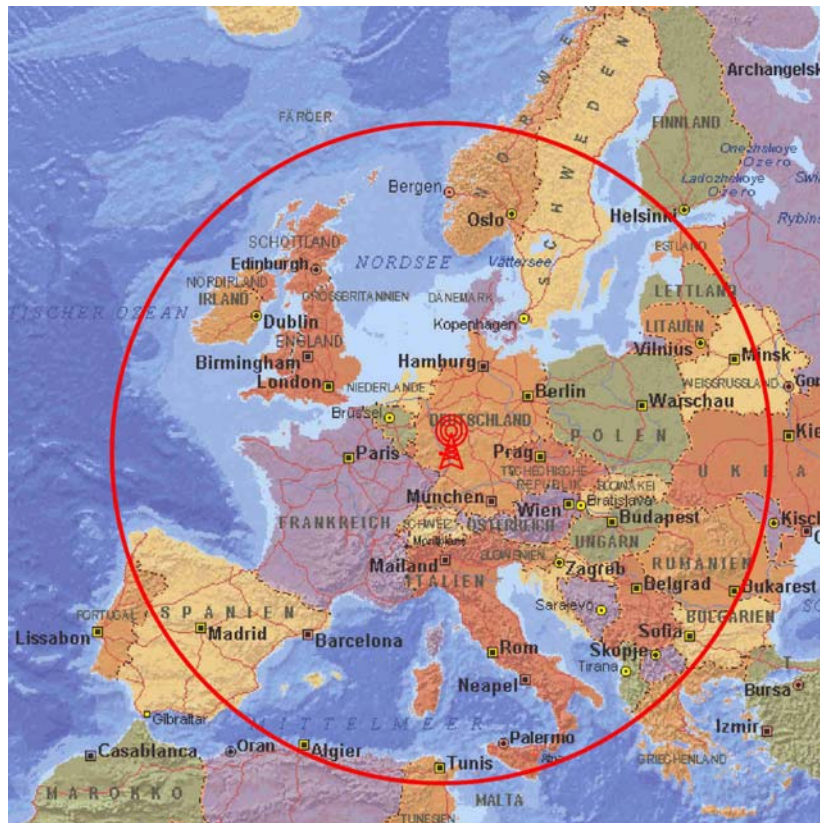 FINNLAND
Archangelsk
FÄRÖER
N O R W E G
S C H W E D E N
Onezhskoye
Ozero
Ladozhskoye
Ozero
Bergen
Oslo
Helsinki
Rybins
SCHOTTLAND
Edinburgh
NORDSEE
Vättersee
ESTLAND
NORDIRLAND
IRLAND
GROSSBRITANNIEN
DÄNEMARK
LETTLAND
TISCHER OZEAN
Dublin
Kopenhagen
LITAUEN
ENGLAND
Vilnius
Minsk
Birmingham
Hamburg
London
NIEDERLANDE
Berlin
WEISSRUSSLAND
Gor
Brüssel
DEUTSCHLAND
Warschau
P O L E N
Kie
Paris
Prag
TSCHECHISCHE
REPUBLIK
U K R A
SLOWAKEI
München
Wien
Bratislava
FRANKREICH
SCHWEIZ
ÖSTERREICH
Budapest
Kisch
UNGARN
Mailand
SLOWENIEN
Zagreb
RUMÄNIEN
ITALIEN
Belgrad
Bukarest
PORTUGAL
S P A N I E N
Sarajevo
BULGARIEN
Lissabon
Madrid
Barcelona
Rom
Sofia
Skopje
Tirana
Neapel
Bursa
Gibraltar
M I T T E L M E E R
Izmir
Casablanca
Oran
Algier
Palermo
GRIECHENLAND
Tunis
MAROKKO
MALTA
TUNESIEN